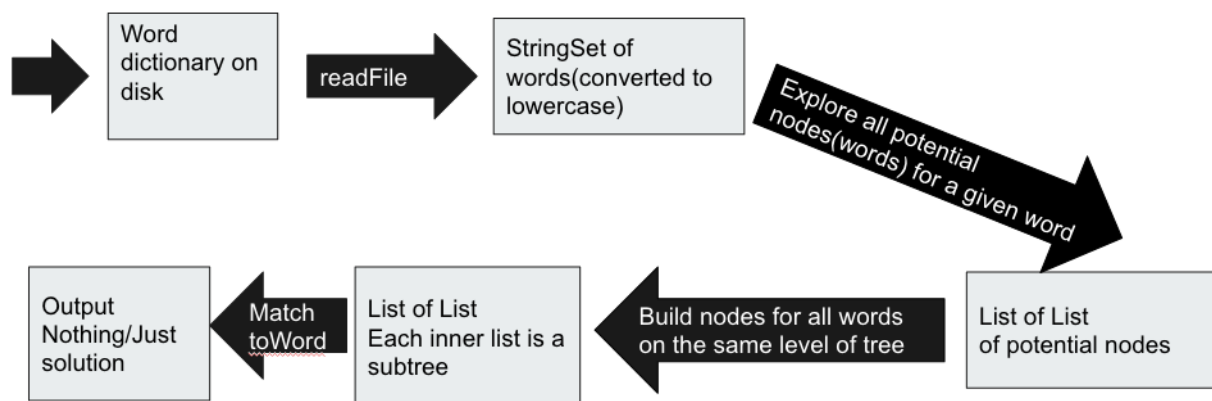 Word
dictionary on
disk
readFile
StringSet of
words(converted to
lowercase)
Explore all potential
nodes(words) for a given word
List of List
of potential nodes
Build nodes for all words
on the same level of tree
List of List
Each inner list is a
subtree
Match
toWord
Output
Nothing/Just
solution